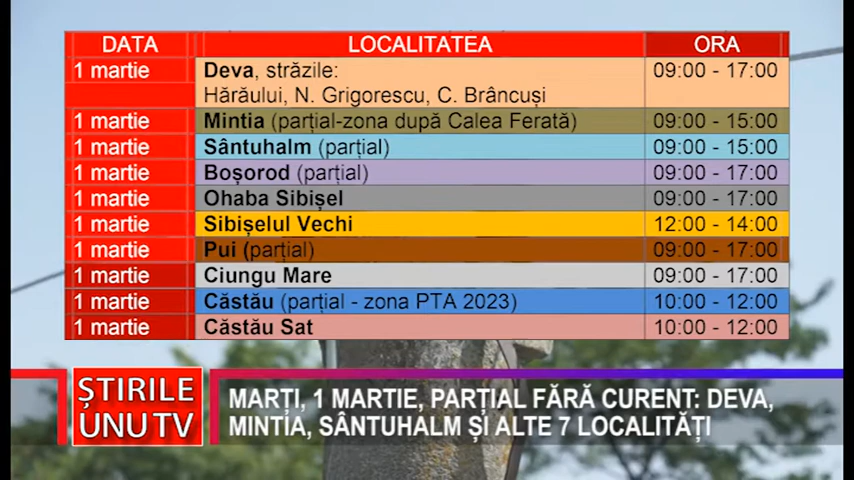 DATA LOCALITATEA ORA
1 martie Deva, străzile: 09:00 - 17:00
Hărăului, N. Grigorescu, C. Brâncuși
1 martie Mintia (parțial-zona după Calea Ferată) 09:00 - 15:00
1 martie Sântuhalm (parțial) 09:00 - 15:00
1 martie Boșorod (parțial) 09:00 - 17:00
1 martie Ohaba Sibișel 09:00 - 17:00
1 martie Sibișelul Vechi 12:00 - 14:00
1 martie Pui (parțial) 09:00 - 17:00
1 martie Ciungu Mare 09:00 - 17:00
1 martie Căstău (parțial - zona PTA 2023) 10:00 - 12:00
1 martie Căstău Sat 10:00 - 12:00
ȘTIRILE
UNU TV
MARȚI, 1 MARTIE, PARȚIAL FĂRĂ CURENT: DEVA,
MINTIA, SÂNTUHALM ȘI ALTE 7 LOCALITĂȚI